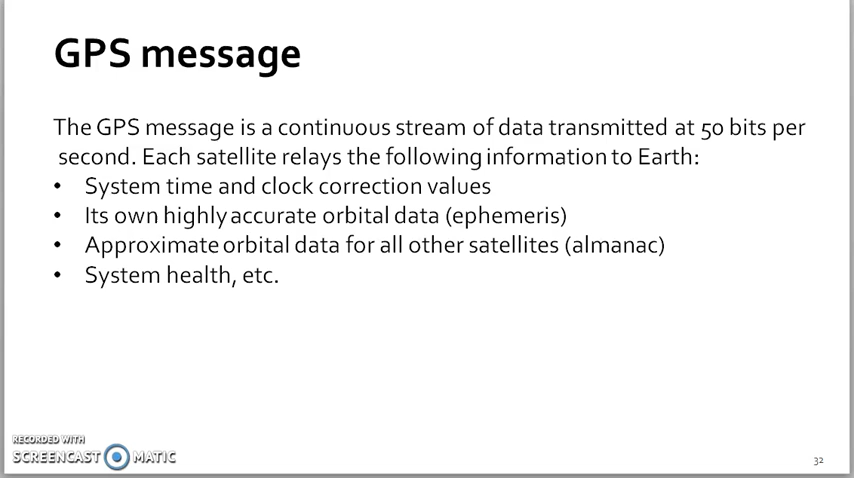 GPS message
The GPS message is a continuous stream of data transmitted at 50 bits per
second. Each satellite relays the following information to Earth:
• System time and clock correction values
• Its own highly accurate orbital data (ephemeris)
• Approximate orbital data for all other satellites (almanac)
• System health, etc.
RECORDED WITH
SCREENCAST MATIC
32